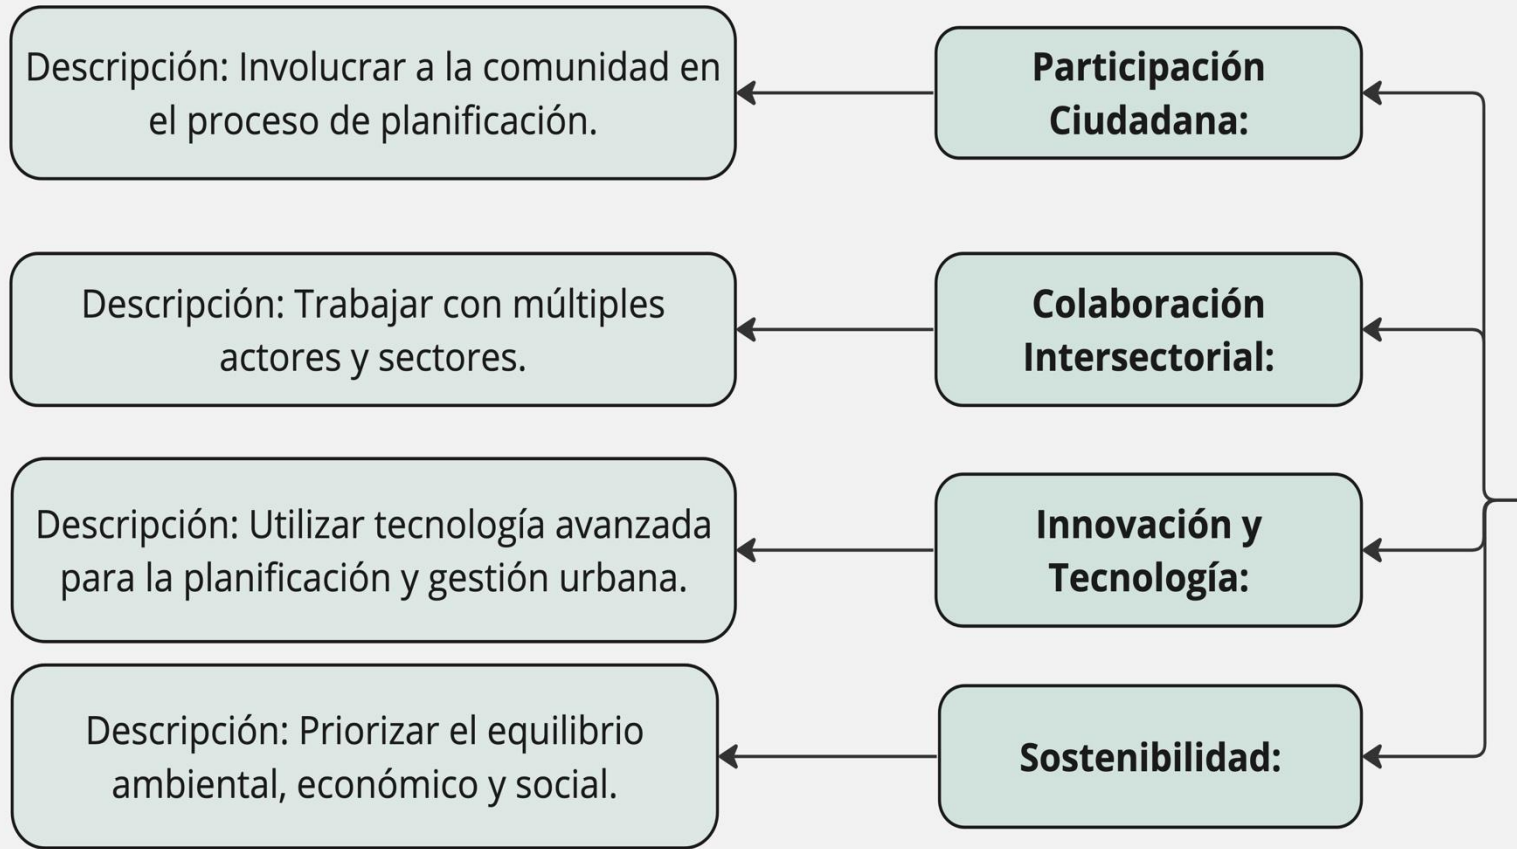 Descripción: Involucrar a la comunidad en
el proceso de planificación.
Participación
Ciudadana:
Descripción: Trabajar con múltiples
actores y sectores.
Colaboración
Intersectorial:
Descripción: Utilizar tecnología avanzada
para la planificación y gestión urbana.
Innovación y
Tecnología:
Descripción: Priorizar el equilibrio
ambiental, económico y social.
Sostenibilidad: